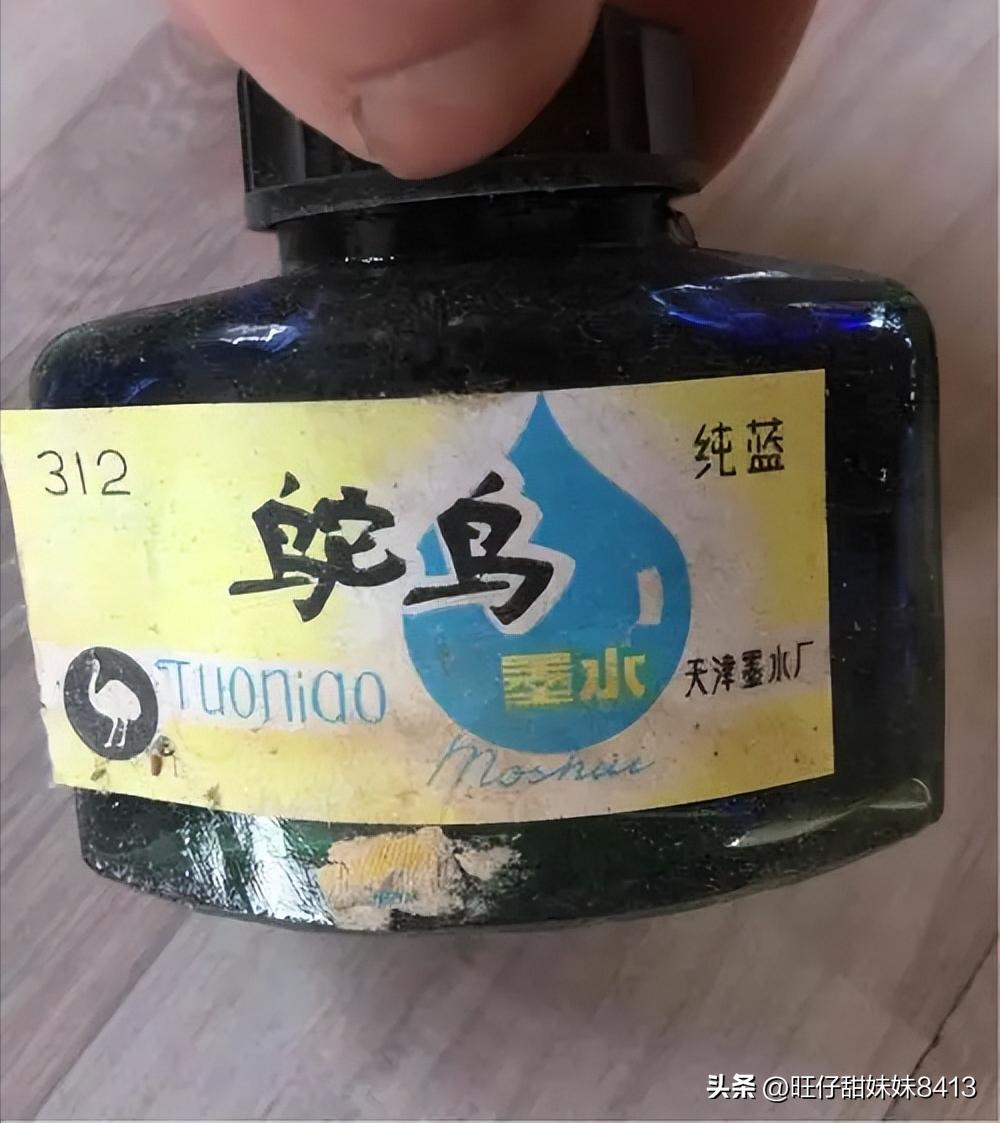 312
纯蓝
鸵鸟
墨水
Tuoniao
天津墨水厂
Moshui
头条 @旺仔甜妹妹8413